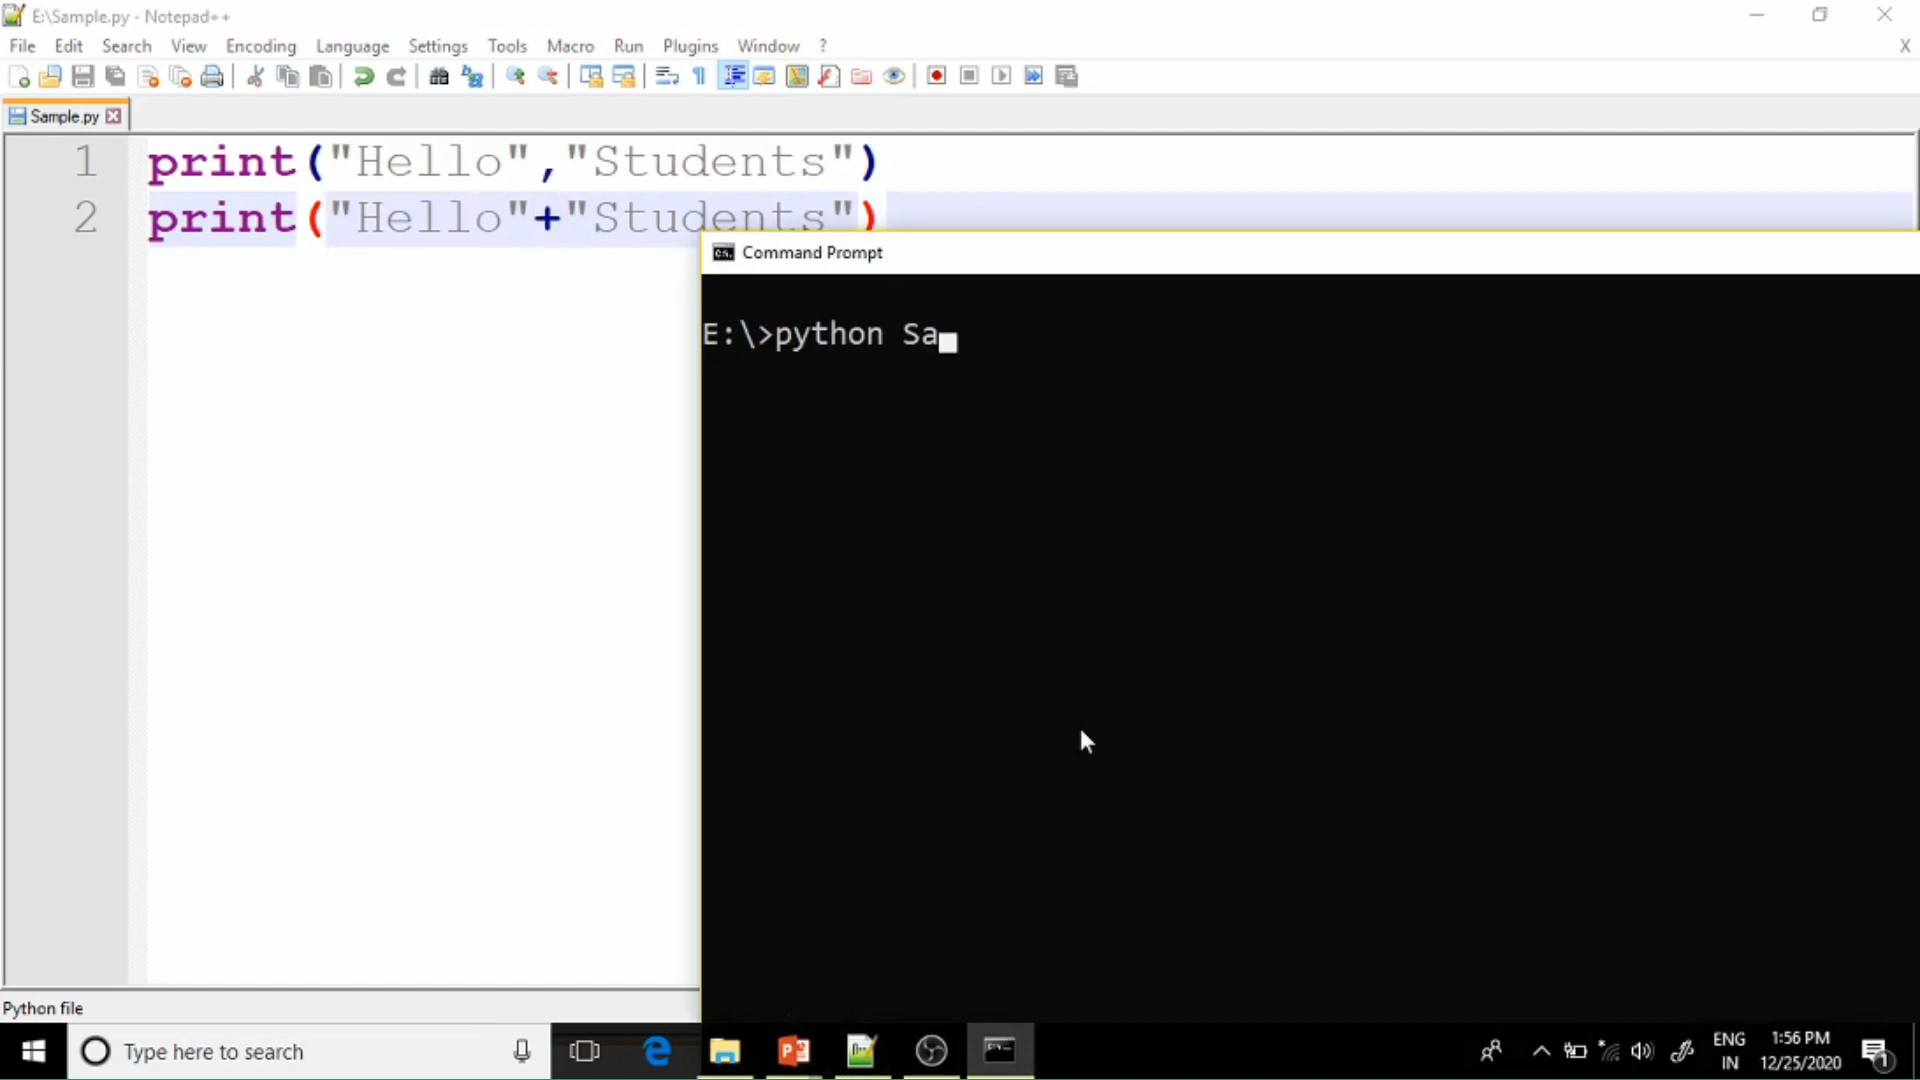 E:\Sample.py - Notepad++
File Edit Search View Encoding Language Settings Tools Macro Run Plugins Window ?
X
Sample.py
1 print("Hello","Students")
2 print("Hello"+"Students")
Command Prompt
E:\>python Sa
Python file
Type here to search
ENG 1:56 PM
IN 12/25/2020
1